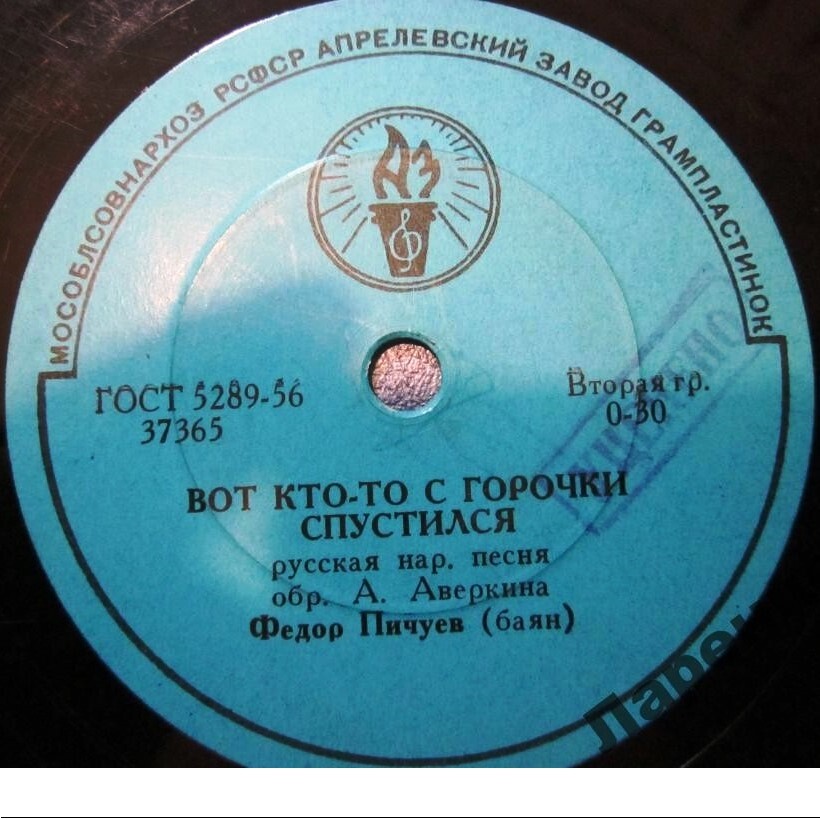 МОСОБЛСОВНАРХОЗ РСФСР АПРЕЛЕВСКИЙ ЗАВОД ГРАМПЛАСТИНОК
АЗ
ГОСТ 5289-56
37365
Вторая гр.
0-30
УЦЕНЕНО
ВОТ КТО-ТО С ГОРОЧКИ
СПУСТИЛСЯ
русская нар. песня
обр. А. Аверкина
Федор Пичуев (баян)